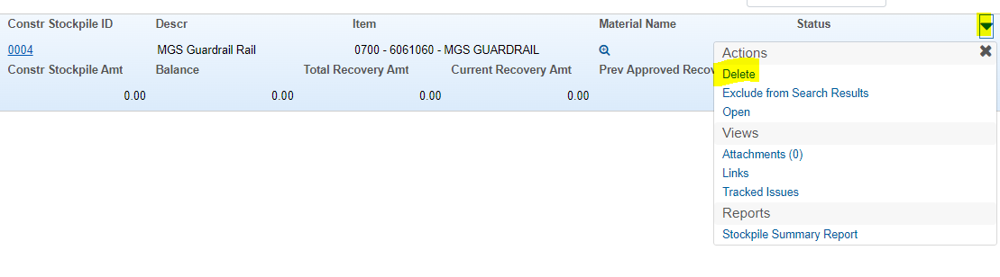 Constr Stockpile ID Descr Item Material Name Status
0004 MGS Guardrail Rail 0700 - 6061060 - MGS GUARDRAIL
Constr Stockpile Amt Balance Total Recovery Amt Current Recovery Amt Prev Approved Recov
0.00 0.00 0.00 0.00
Actions
Delete
Exclude from Search Results
Open
Views
Attachments (0)
Links
Tracked Issues
Reports
Stockpile Summary Report